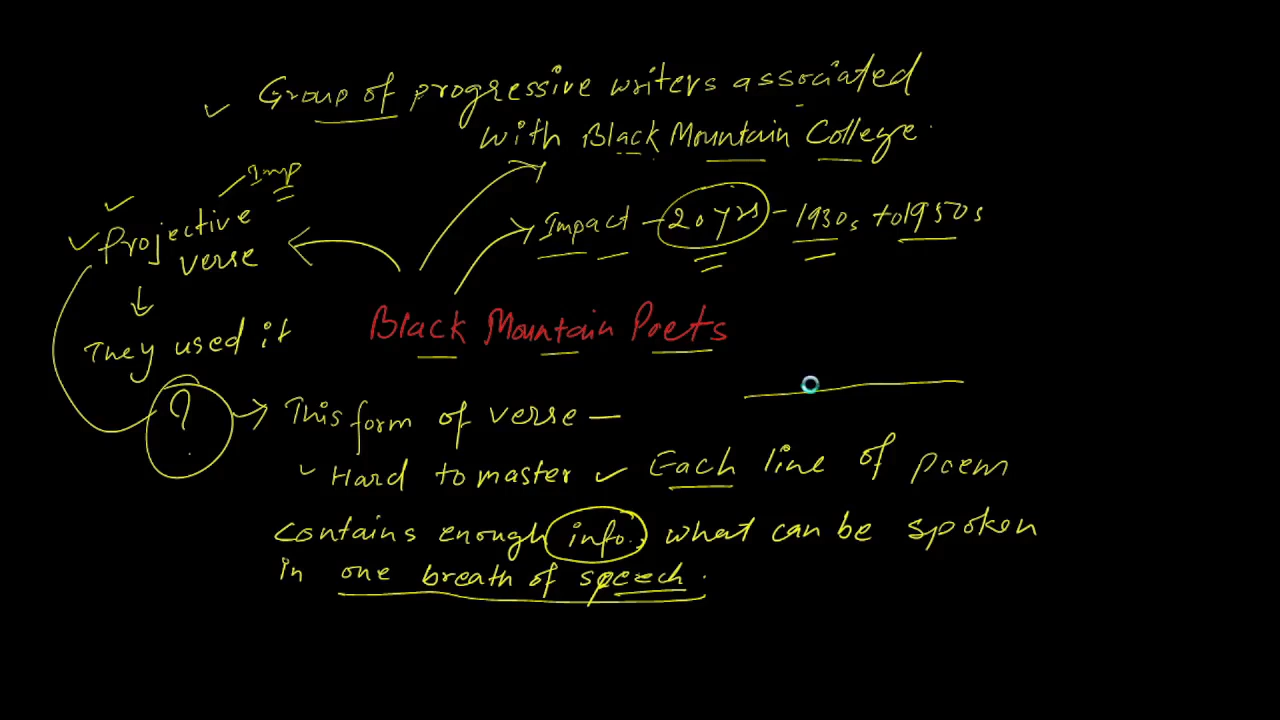 Group of progressive writers associated
with Black Mountain College.
Imp
Projective
verse
Impact - 20 yrs - 1930s to 1950s
They used it
Black Mountain Poets
?
This form of verse -
Hard to master Each line of poem
contains enough info. what can be spoken
in one breath of speech.